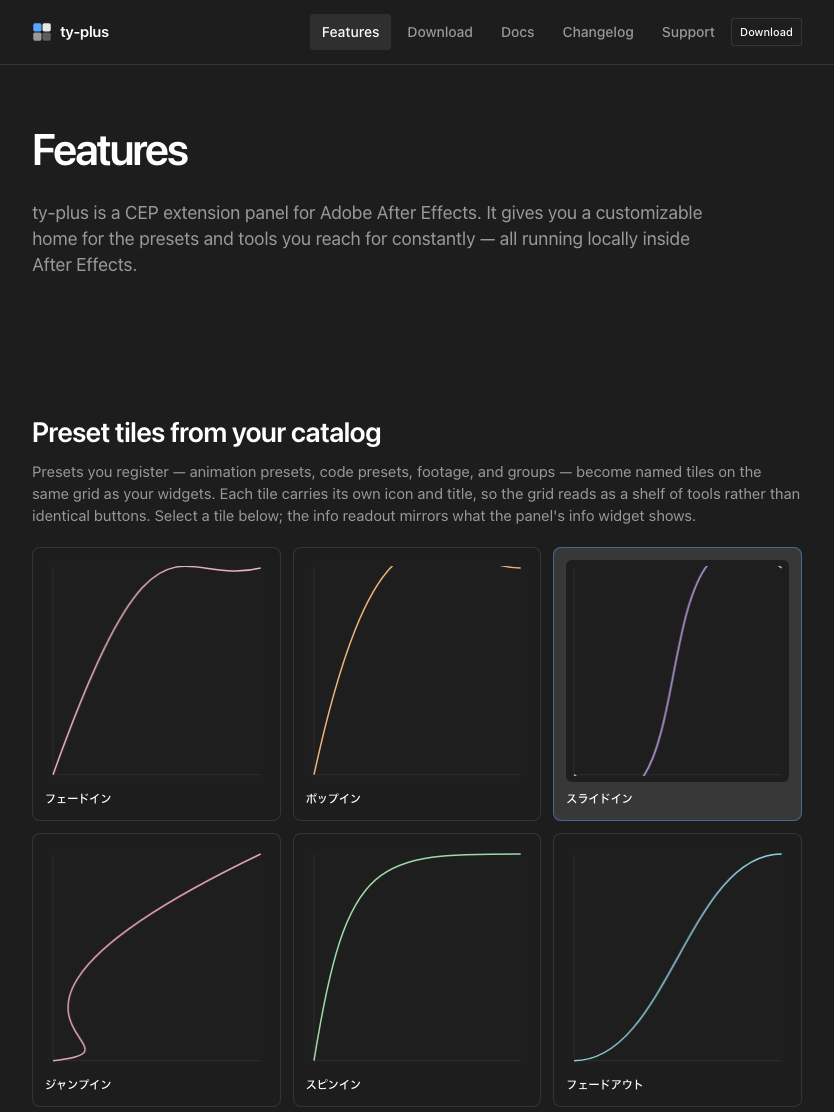 ty-plus
Features
Download
Docs
Changelog
Support
Download
Features
ty-plus is a CEP extension panel for Adobe After Effects. It gives you a customizable
home for the presets and tools you reach for constantly — all running locally inside
After Effects.
Preset tiles from your catalog
Presets you register — animation presets, code presets, footage, and groups — become named tiles on the
same grid as your widgets. Each tile carries its own icon and title, so the grid reads as a shelf of tools rather than
identical buttons. Select a tile below; the info readout mirrors what the panel's info widget shows.
フェードイン
ポップイン
スライドイン
ジャンプイン
スピンイン
フェードアウト